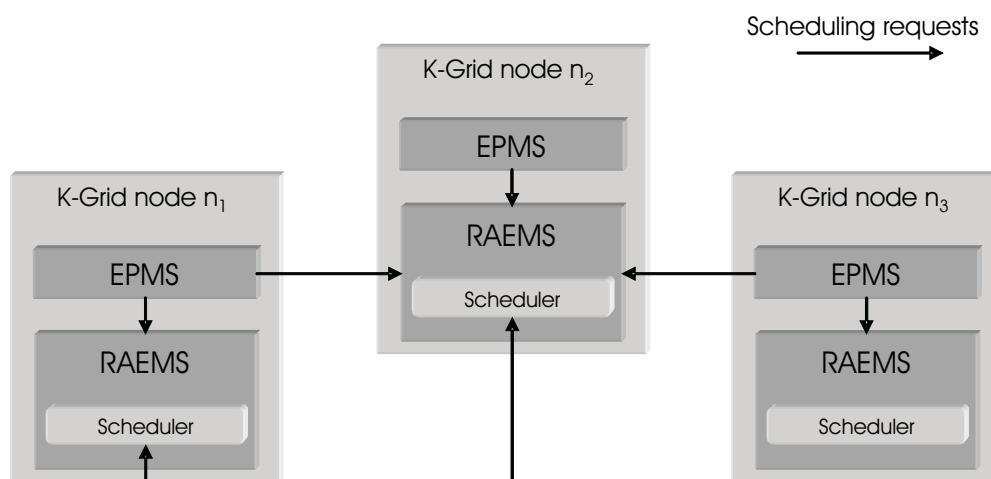 Scheduling requests
K-Grid node n₂
EPMS
RAEMS
Scheduler
K-Grid node n₁
EPMS
RAEMS
Scheduler
K-Grid node n₃
EPMS
RAEMS
Scheduler